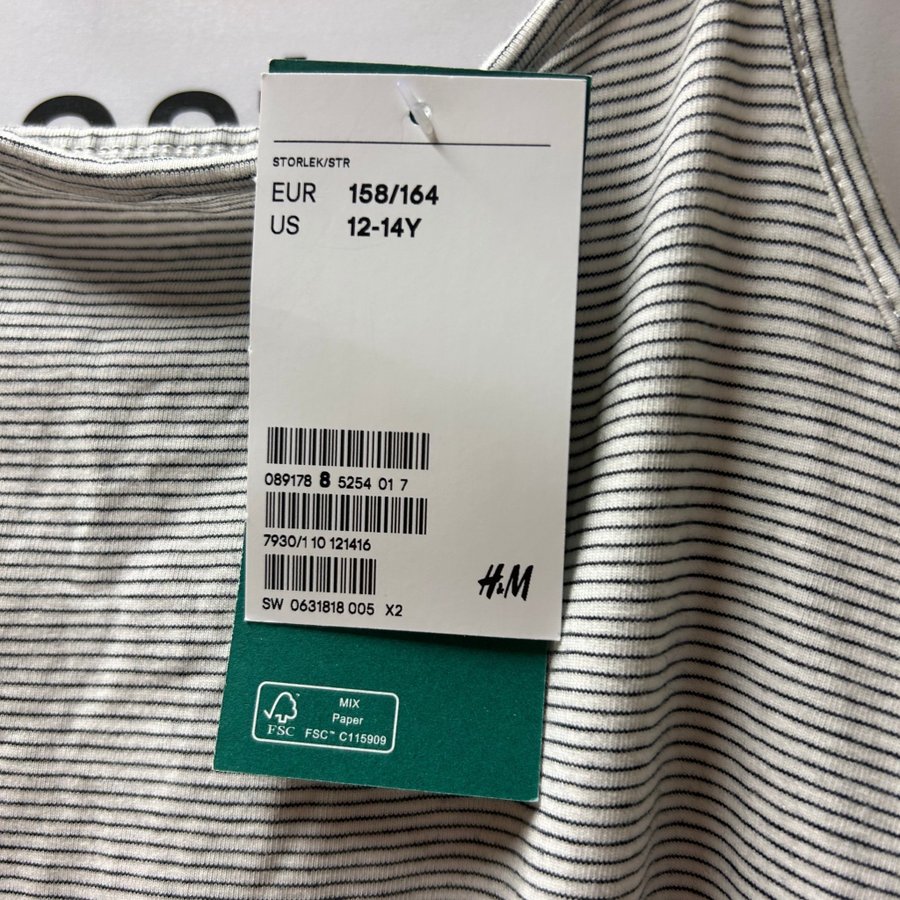 STORLEK/STR
EUR 158/164
US 12-14Y
089178 8 5254 01 7
7930/1 10 121416
SW 0631818 005 X2
H&M
MIX
Paper
FSC FSC™ C115909